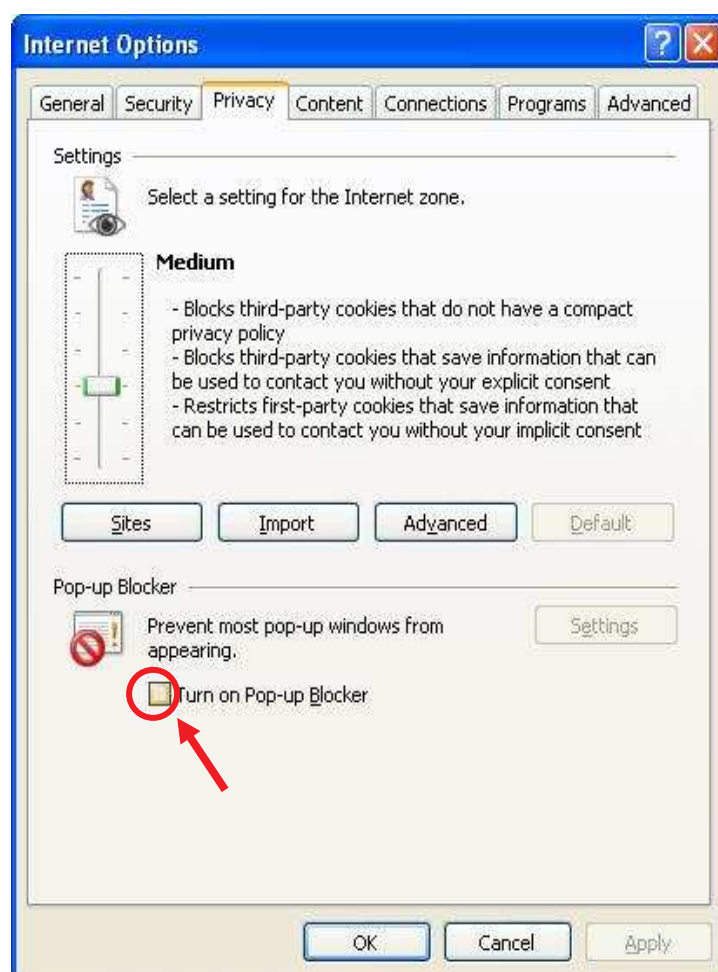 Internet Options
General Security Privacy Content Connections Programs Advanced
Settings
Select a setting for the Internet zone.
Medium
- Blocks third-party cookies that do not have a compact
privacy policy
- Blocks third-party cookies that save information that can
be used to contact you without your explicit consent
- Restricts first-party cookies that save information that
can be used to contact you without your implicit consent
Sites Import Advanced Default
Pop-up Blocker
Prevent most pop-up windows from
appearing.
Settings
Turn on Pop-up Blocker
OK Cancel Apply